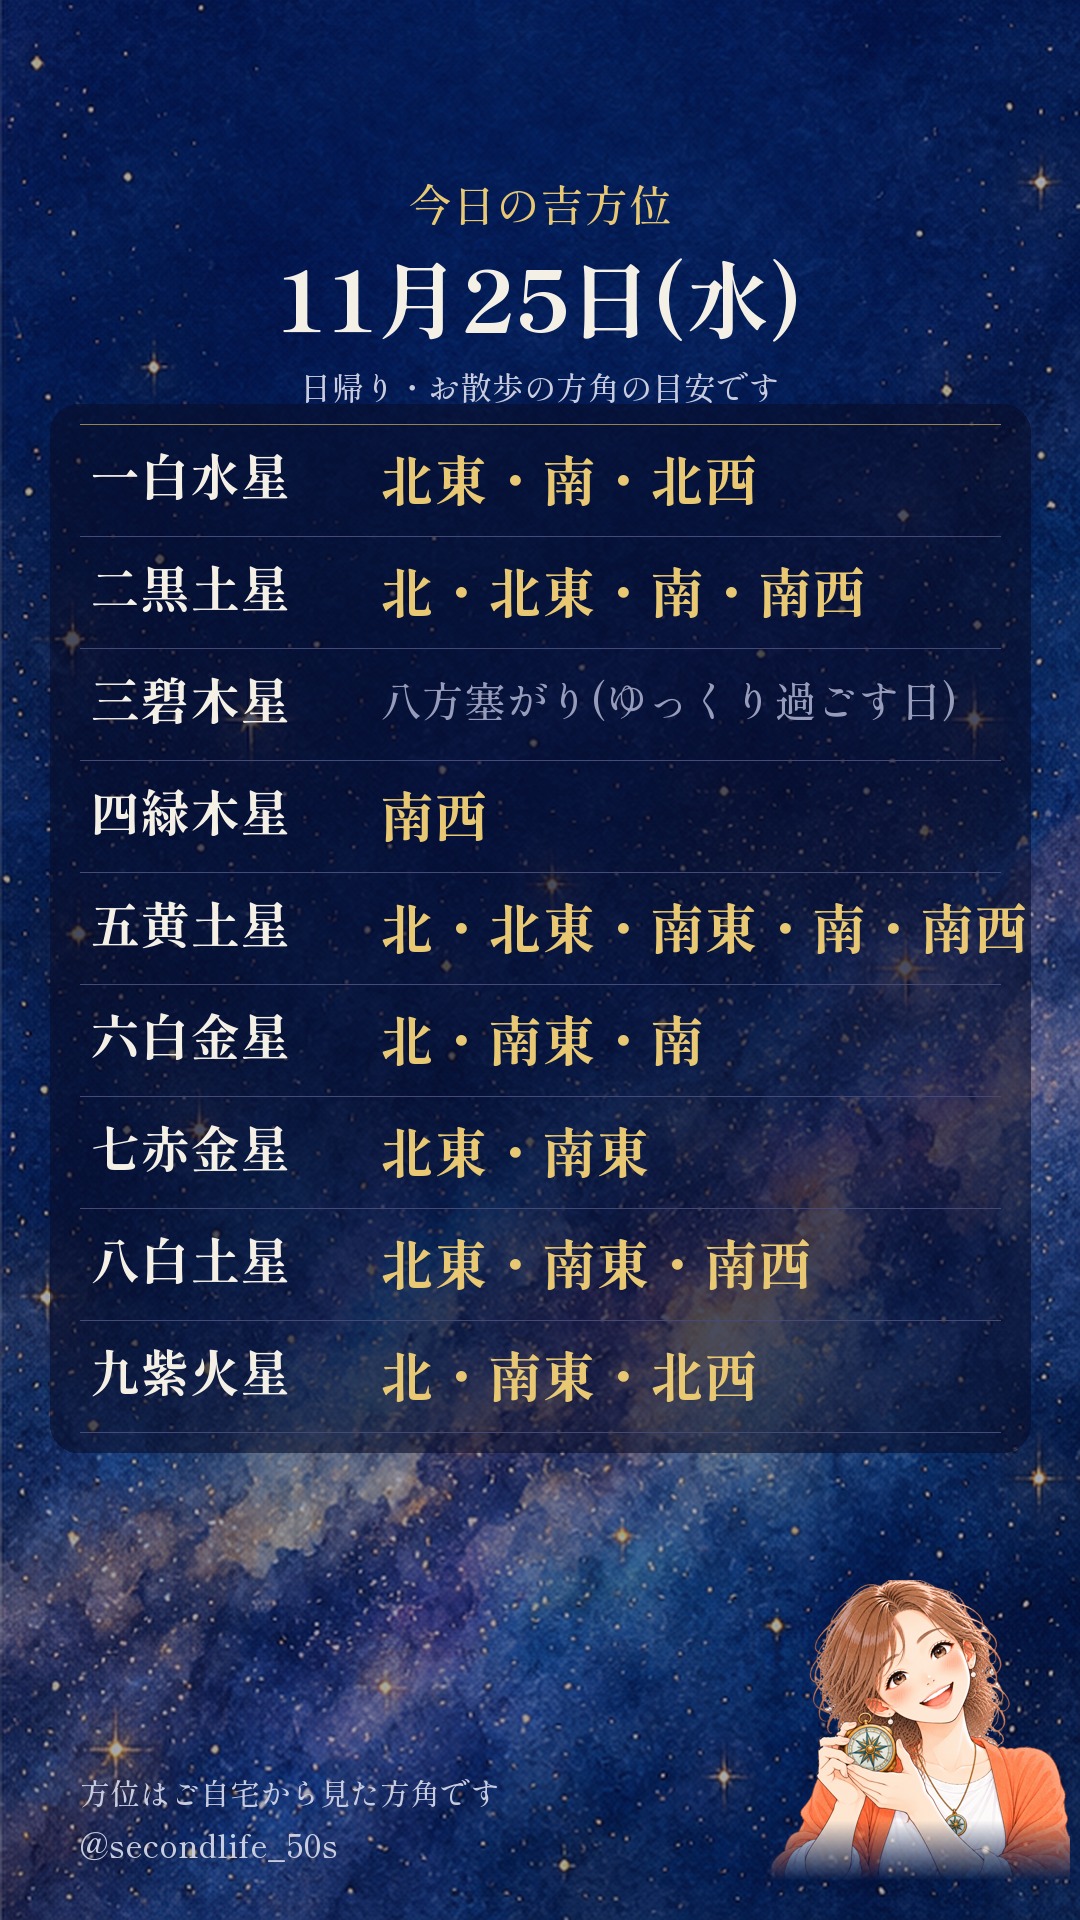 今日の吉方位
11月25日(水)
日帰り・お散歩の方角の目安です
一白水星 北東・南・北西
二黒土星 北・北東・南・南西
三碧木星 八方塞がり(ゆっくり過ごす日)
四緑木星 南西
五黄土星 北・北東・南東・南・南西
六白金星 北・南東・南
七赤金星 北東・南東
八白土星 北東・南東・南西
九紫火星 北・南東・北西
方位はご自宅から見た方角です
@secondlife_50s